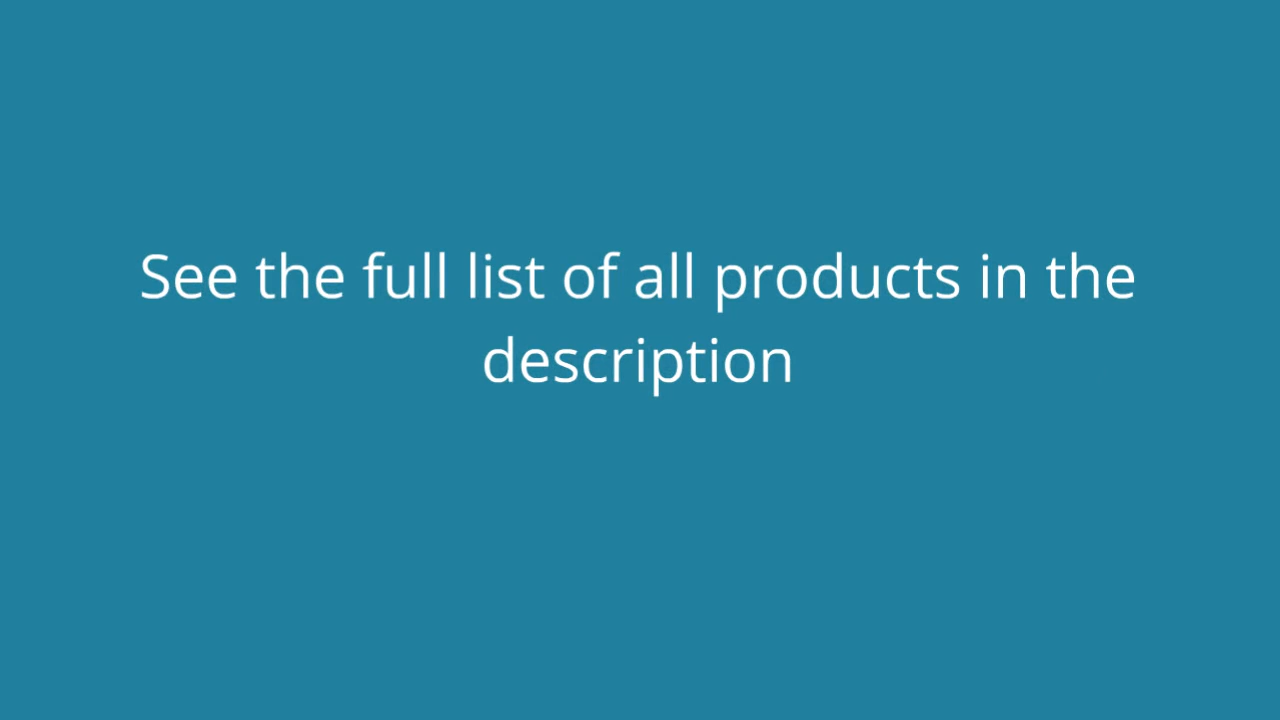 See the full list of all products in the
description